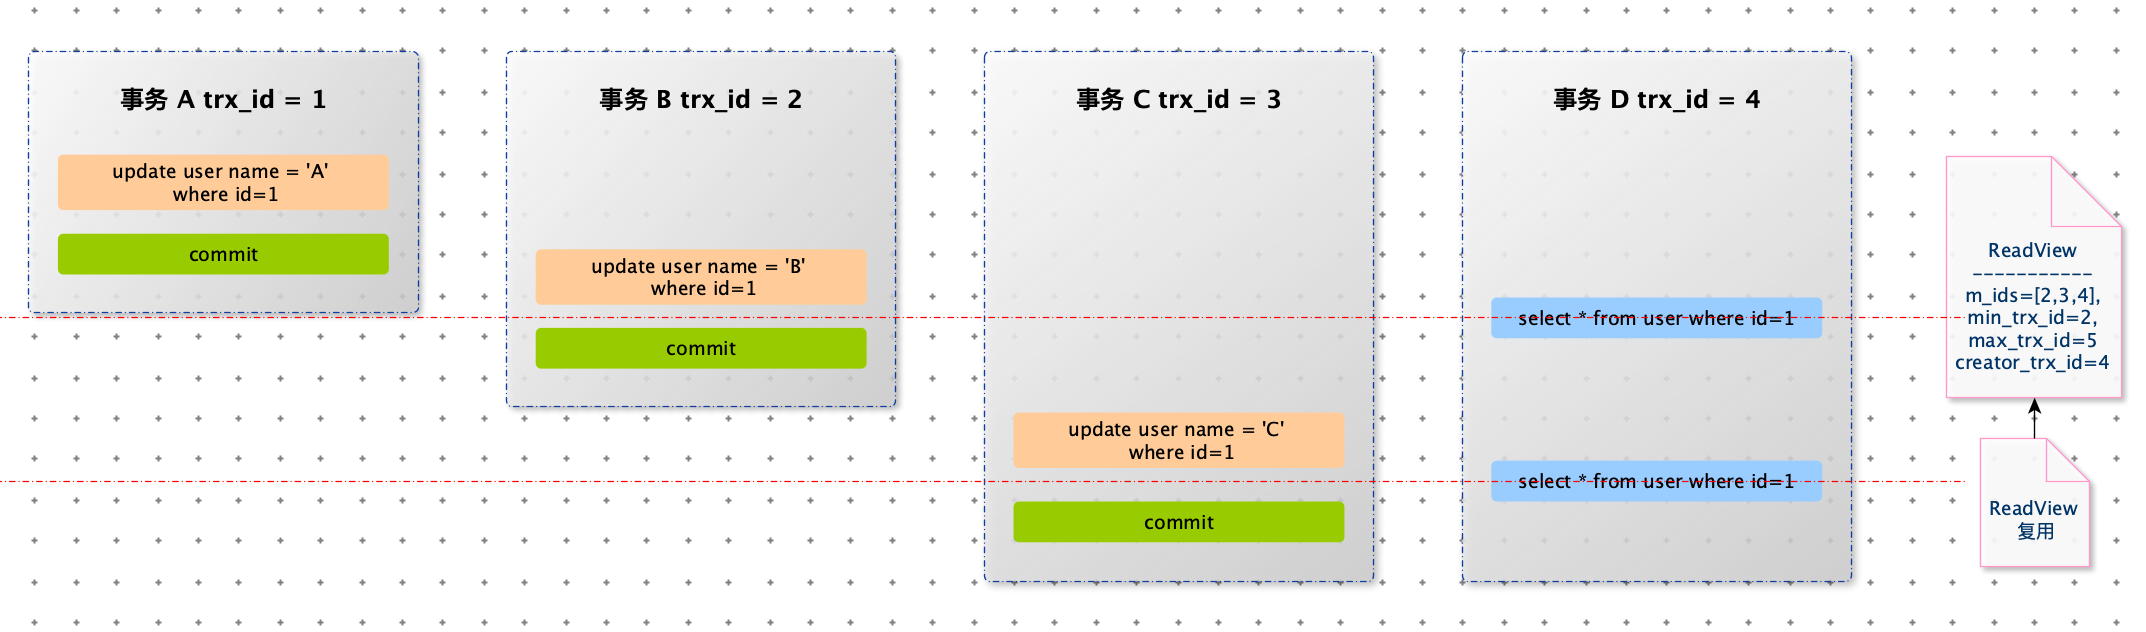 事务 A trx_id = 1
update user name = 'A'
where id=1
commit
事务 B trx_id = 2
update user name = 'B'
where id=1
commit
事务 C trx_id = 3
update user name = 'C'
where id=1
commit
事务 D trx_id = 4
select * from user where id=1
select * from user where id=1
ReadView
-----------
m_ids=[2,3,4],
min_trx_id=2,
max_trx_id=5
creator_trx_id=4
ReadView
复用